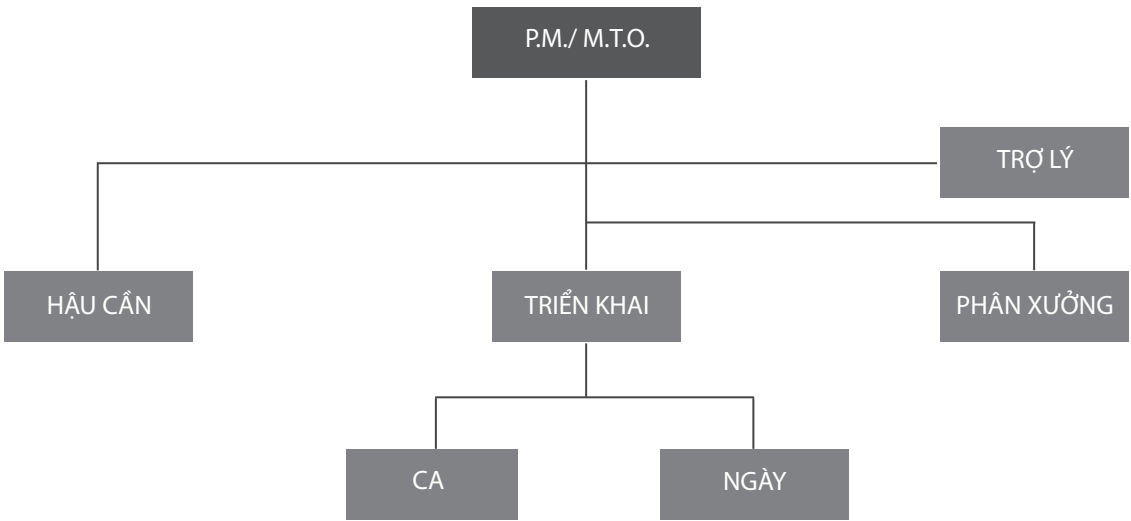 P.M./ M.T.O.
TRỢ LÝ
HẬU CẦN
TRIỂN KHAI
PHÂN XƯỞNG
CA
NGÀY